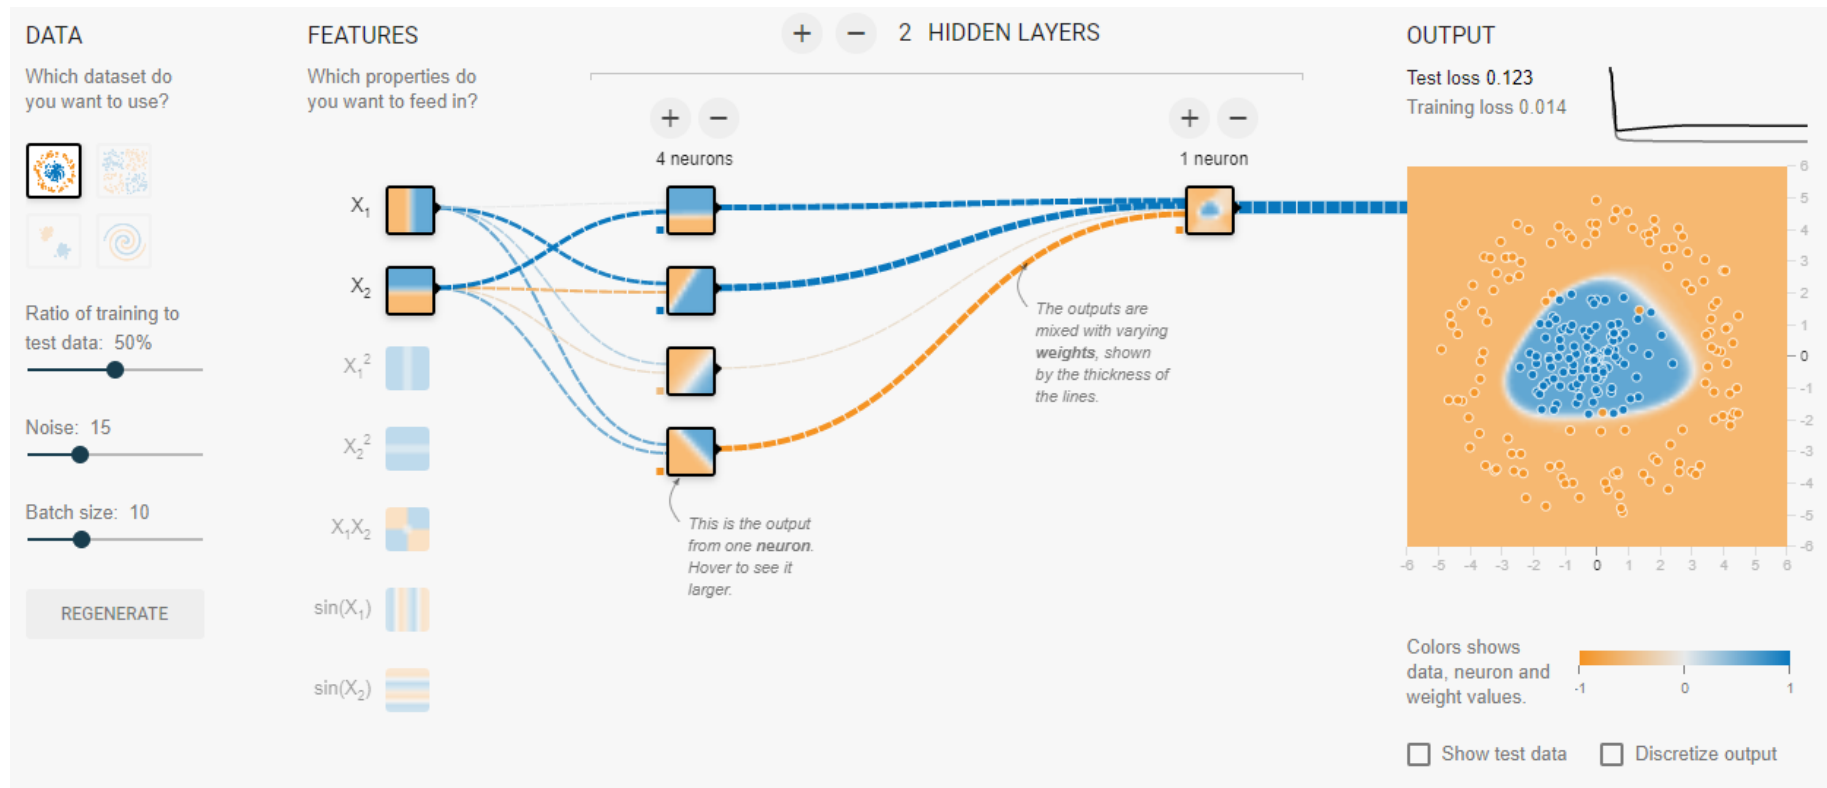 DATA
Which dataset do
you want to use?
Ratio of training to
test data: 50%
Noise: 15
Batch size: 10
REGENERATE
FEATURES
Which properties do
you want to feed in?
X1
X2
X1²
X2²
X1X2
sin(X1)
sin(X2)
+ − 2 HIDDEN LAYERS
+ −
4 neurons
+ −
1 neuron
This is the output
from one neuron.
Hover to see it
larger.
The outputs are
mixed with varying
weights, shown
by the thickness of
the lines.
OUTPUT
Test loss 0.123
Training loss 0.014
6
5
4
3
2
1
0
-1
-2
-3
-4
-5
-6
-6 -5 -4 -3 -2 -1 0 1 2 3 4 5 6
Colors shows
data, neuron and
weight values.
-1 0 1
Show test data
Discretize output